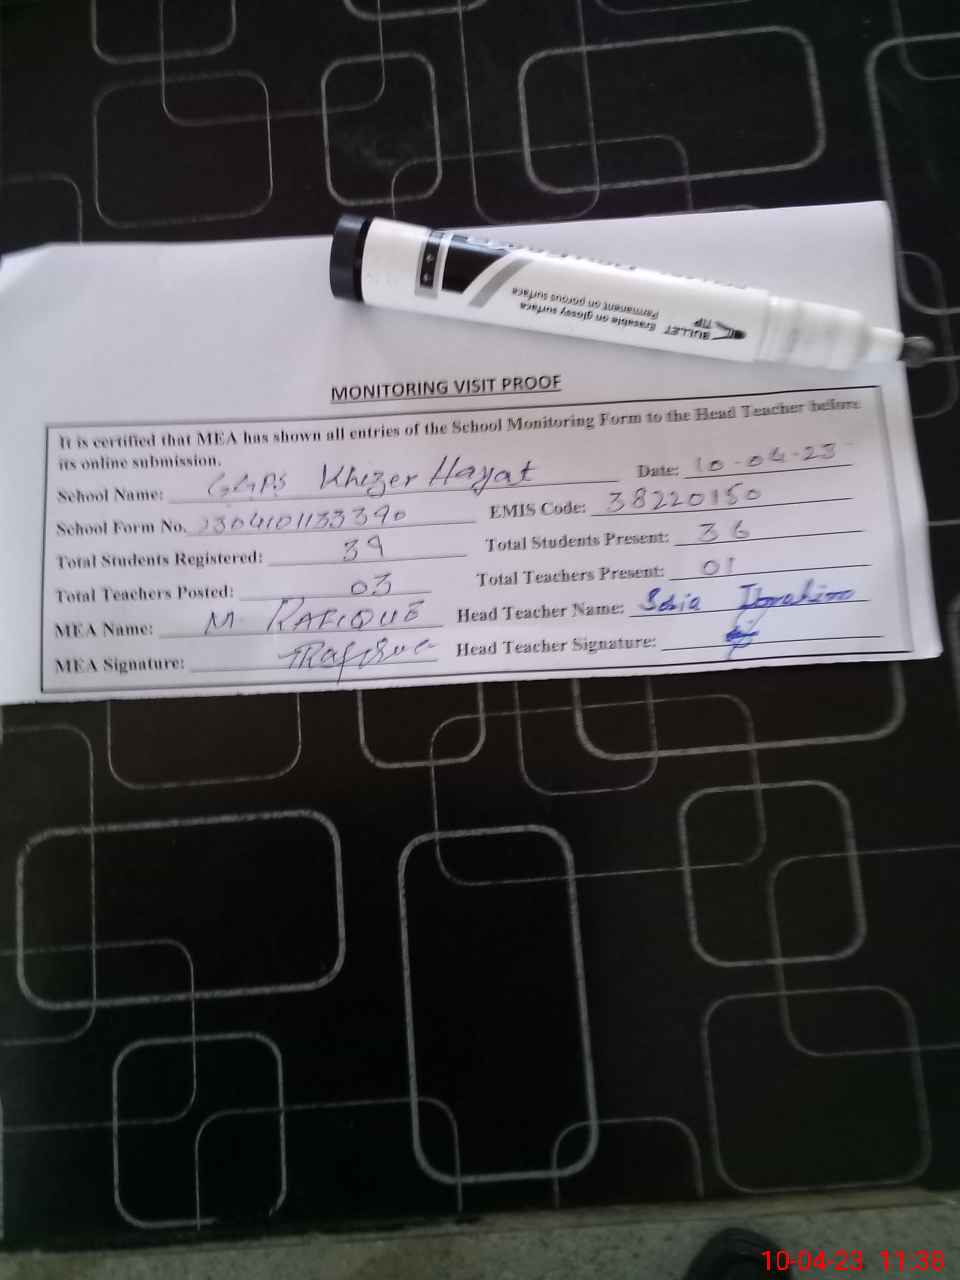 Permanent on porous surface
Erasable on glossy surface
BULLET TIP
MONITORING VISIT PROOF
It is certified that MEA has shown all entries of the School Monitoring Form to the Head Teacher before
its online submission.
School Name: GGPS Khizer Hayat Date: 10-04-23
School Form No. 2304101133390 EMIS Code: 38220150
Total Students Registered: 39 Total Students Present: 36
Total Teachers Posted: 03 Total Teachers Present: 01
MEA Name: M. RAFIQUE Head Teacher Name: Ibrahim
MEA Signature: Head Teacher Signature:
10-04-23 11:38